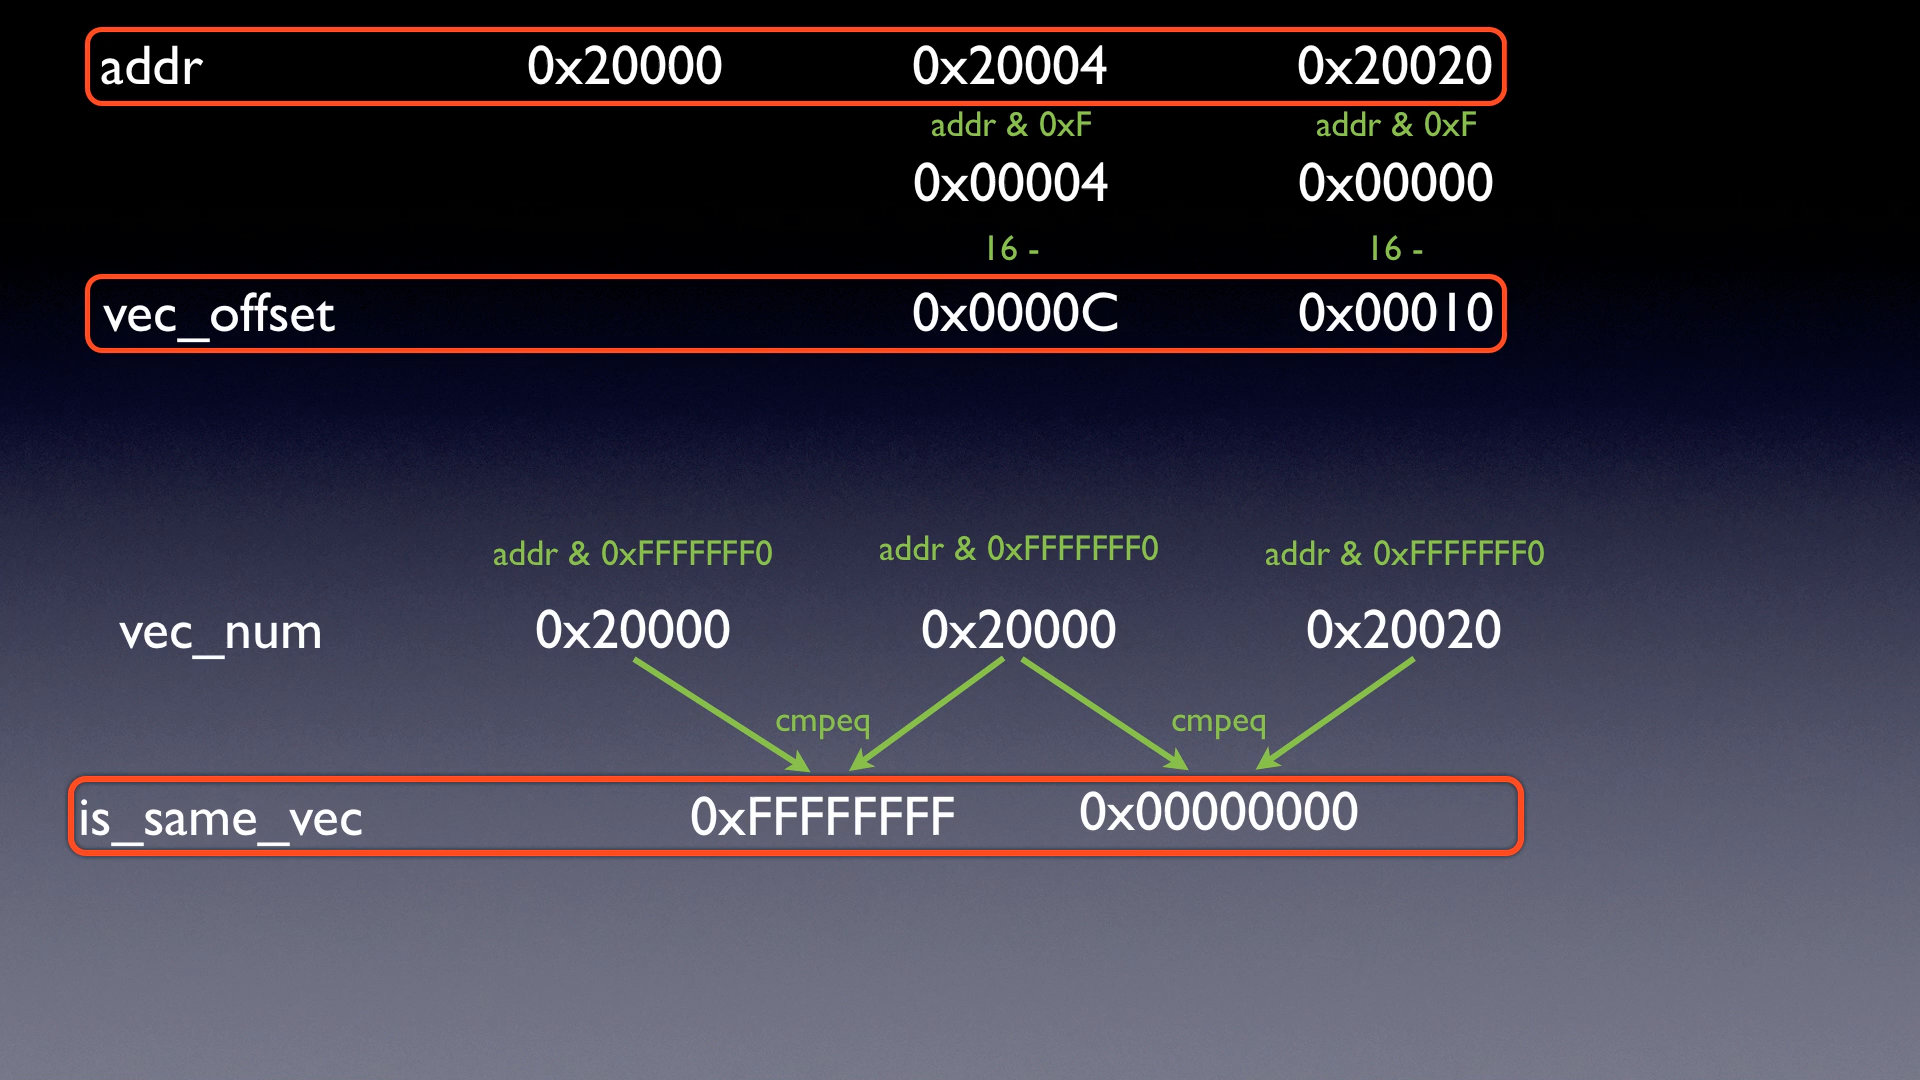 addr 0x20000 0x20004 0x20020
addr & 0xF addr & 0xF
0x00004 0x00000
16 - 16 -
vec_offset 0x0000C 0x00010
addr & 0xFFFFFFF0 addr & 0xFFFFFFF0 addr & 0xFFFFFFF0
vec_num 0x20000 0x20000 0x20020
cmpeq cmpeq
is_same_vec 0xFFFFFFFF 0x00000000